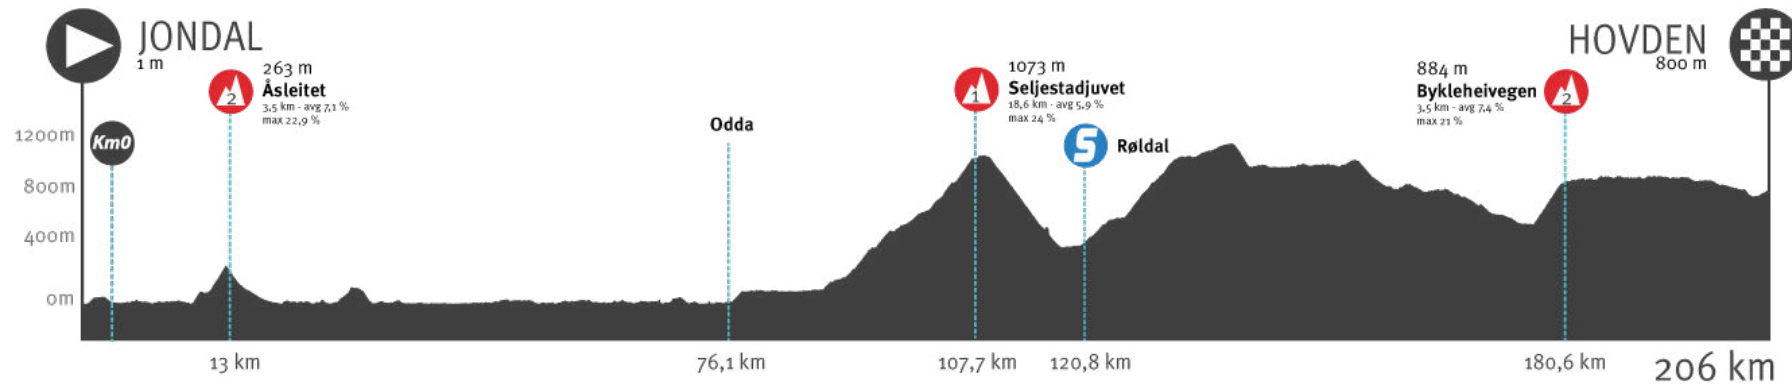 JONDAL
1 m
Km0
2
263 m
Åsleitet
3,5 km - avg 7,1 %
max 22,9 %
Odda
1
1073 m
Seljestadjuvet
18,6 km - avg 5,9 %
max 24 %
S
Røldal
884 m
Bykleheivegen
3,5 km - avg 7,4 %
max 21 %
2
HOVDEN
800 m
1200m
800m
400m
0m
13 km
76,1 km
107,7 km
120,8 km
180,6 km
206 km